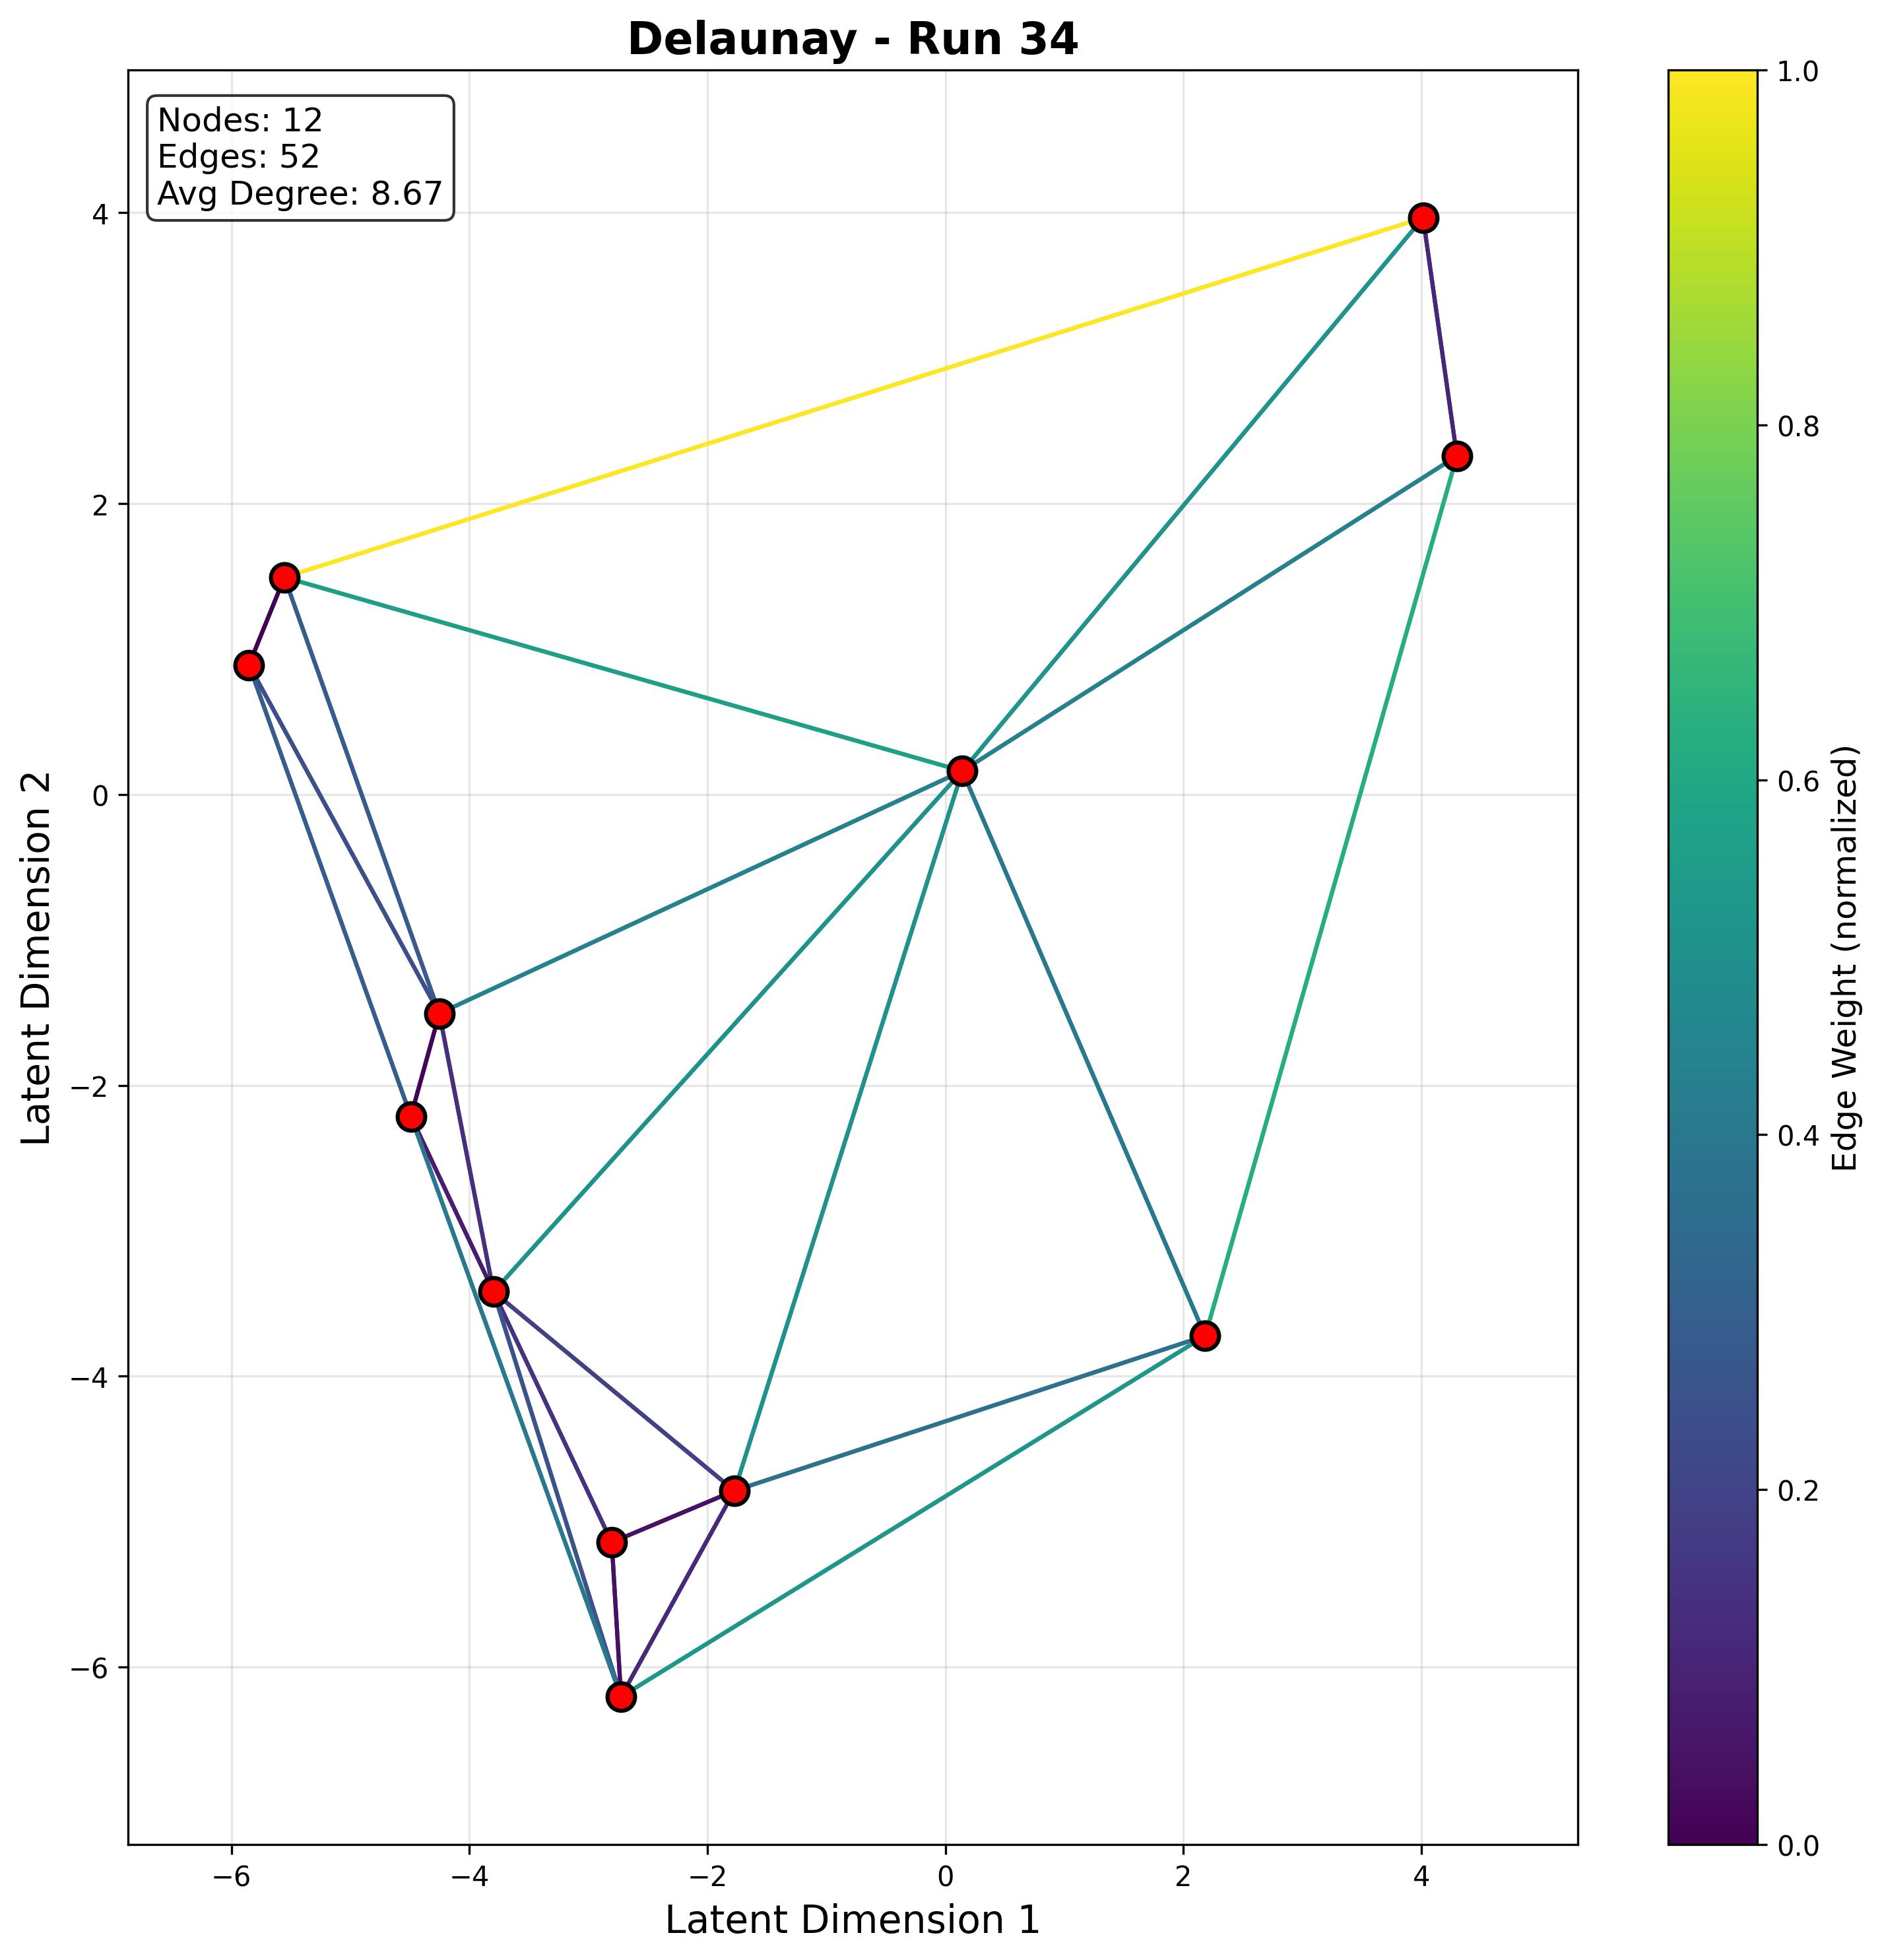 Delaunay - Run 34
Nodes: 12
Edges: 52
Avg Degree: 8.67
4
2
0
−2
−4
−6
Latent Dimension 2
−6
−4
−2
0
2
4
Latent Dimension 1
1.0
0.8
0.6
0.4
0.2
0.0
Edge Weight (normalized)